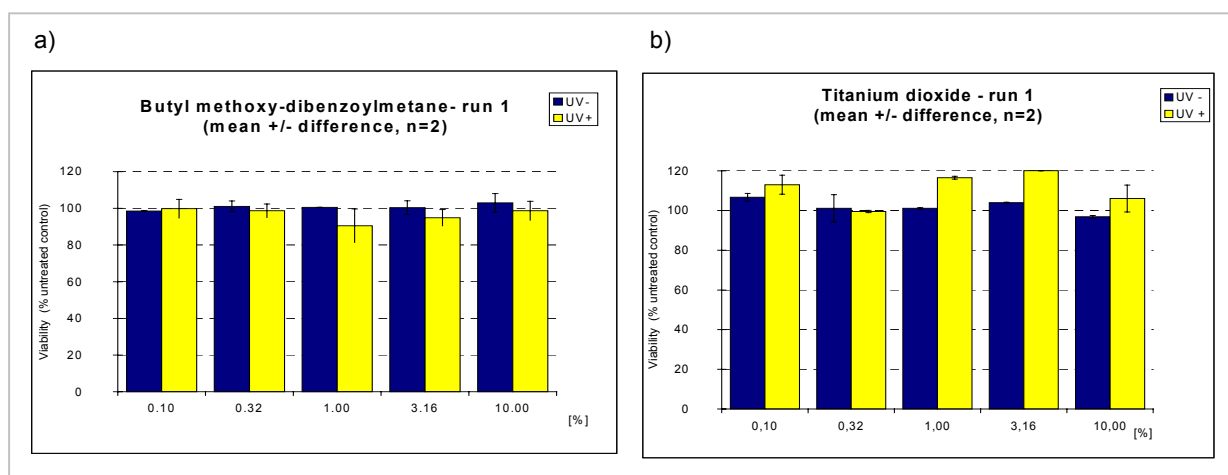 a)
Butyl methoxy-dibenzoylmetane- run 1
(mean +/- difference, n=2)
UV -
UV +
Viability (% untreated control)
120
100
80
60
40
20
0
0.10 0.32 1.00 3.16 10.00
[%]
b)
Titanium dioxide - run 1
(mean +/- difference, n=2)
UV -
UV +
Viability (% untreated control)
120
100
80
60
40
20
0
0,10 0,32 1,00 3,16 10,00 [%]